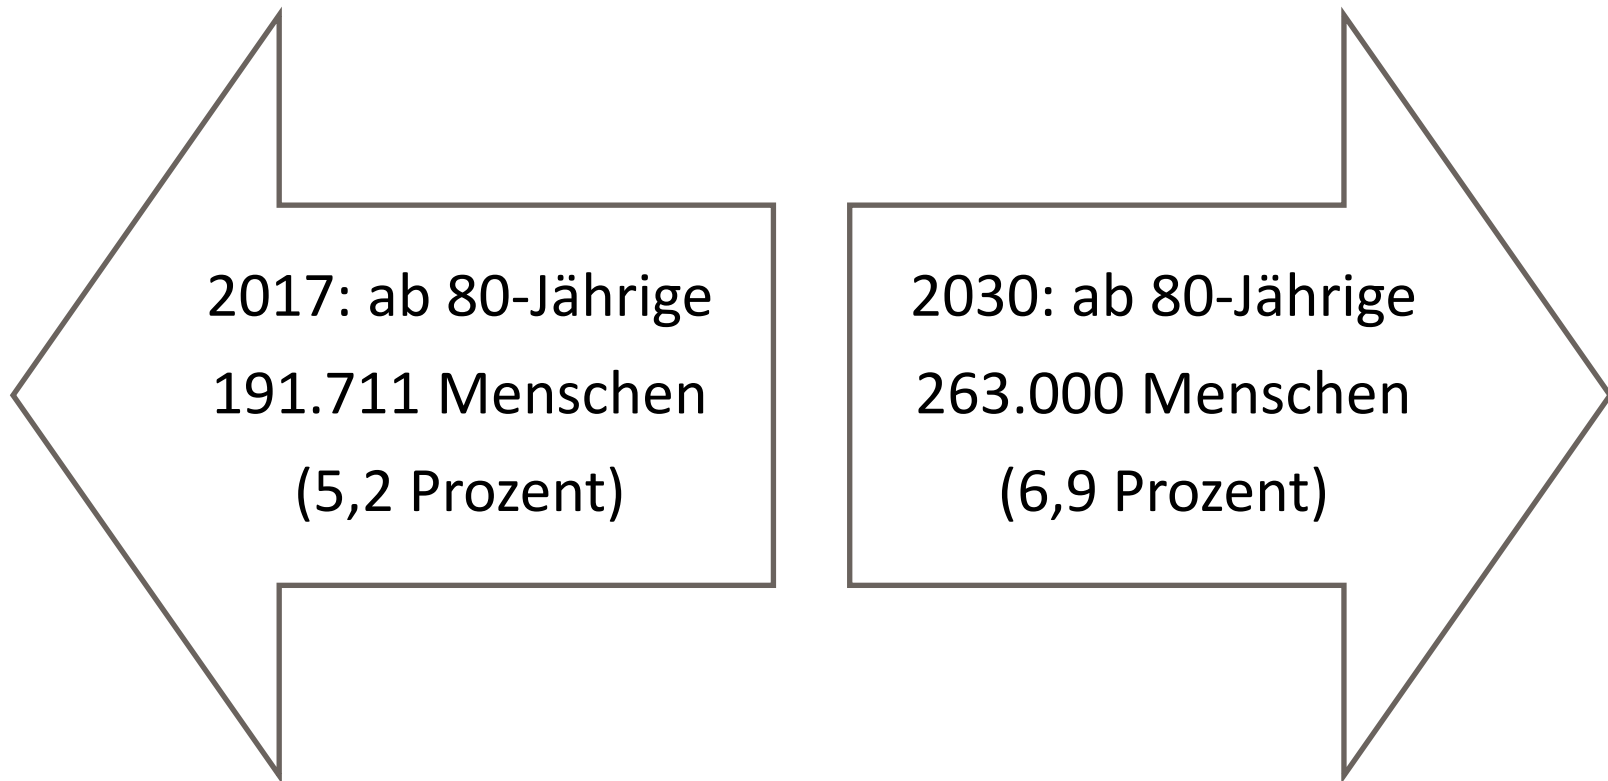 2017: ab 80-Jährige
191.711 Menschen
(5,2 Prozent)
2030: ab 80-Jährige
263.000 Menschen
(6,9 Prozent)